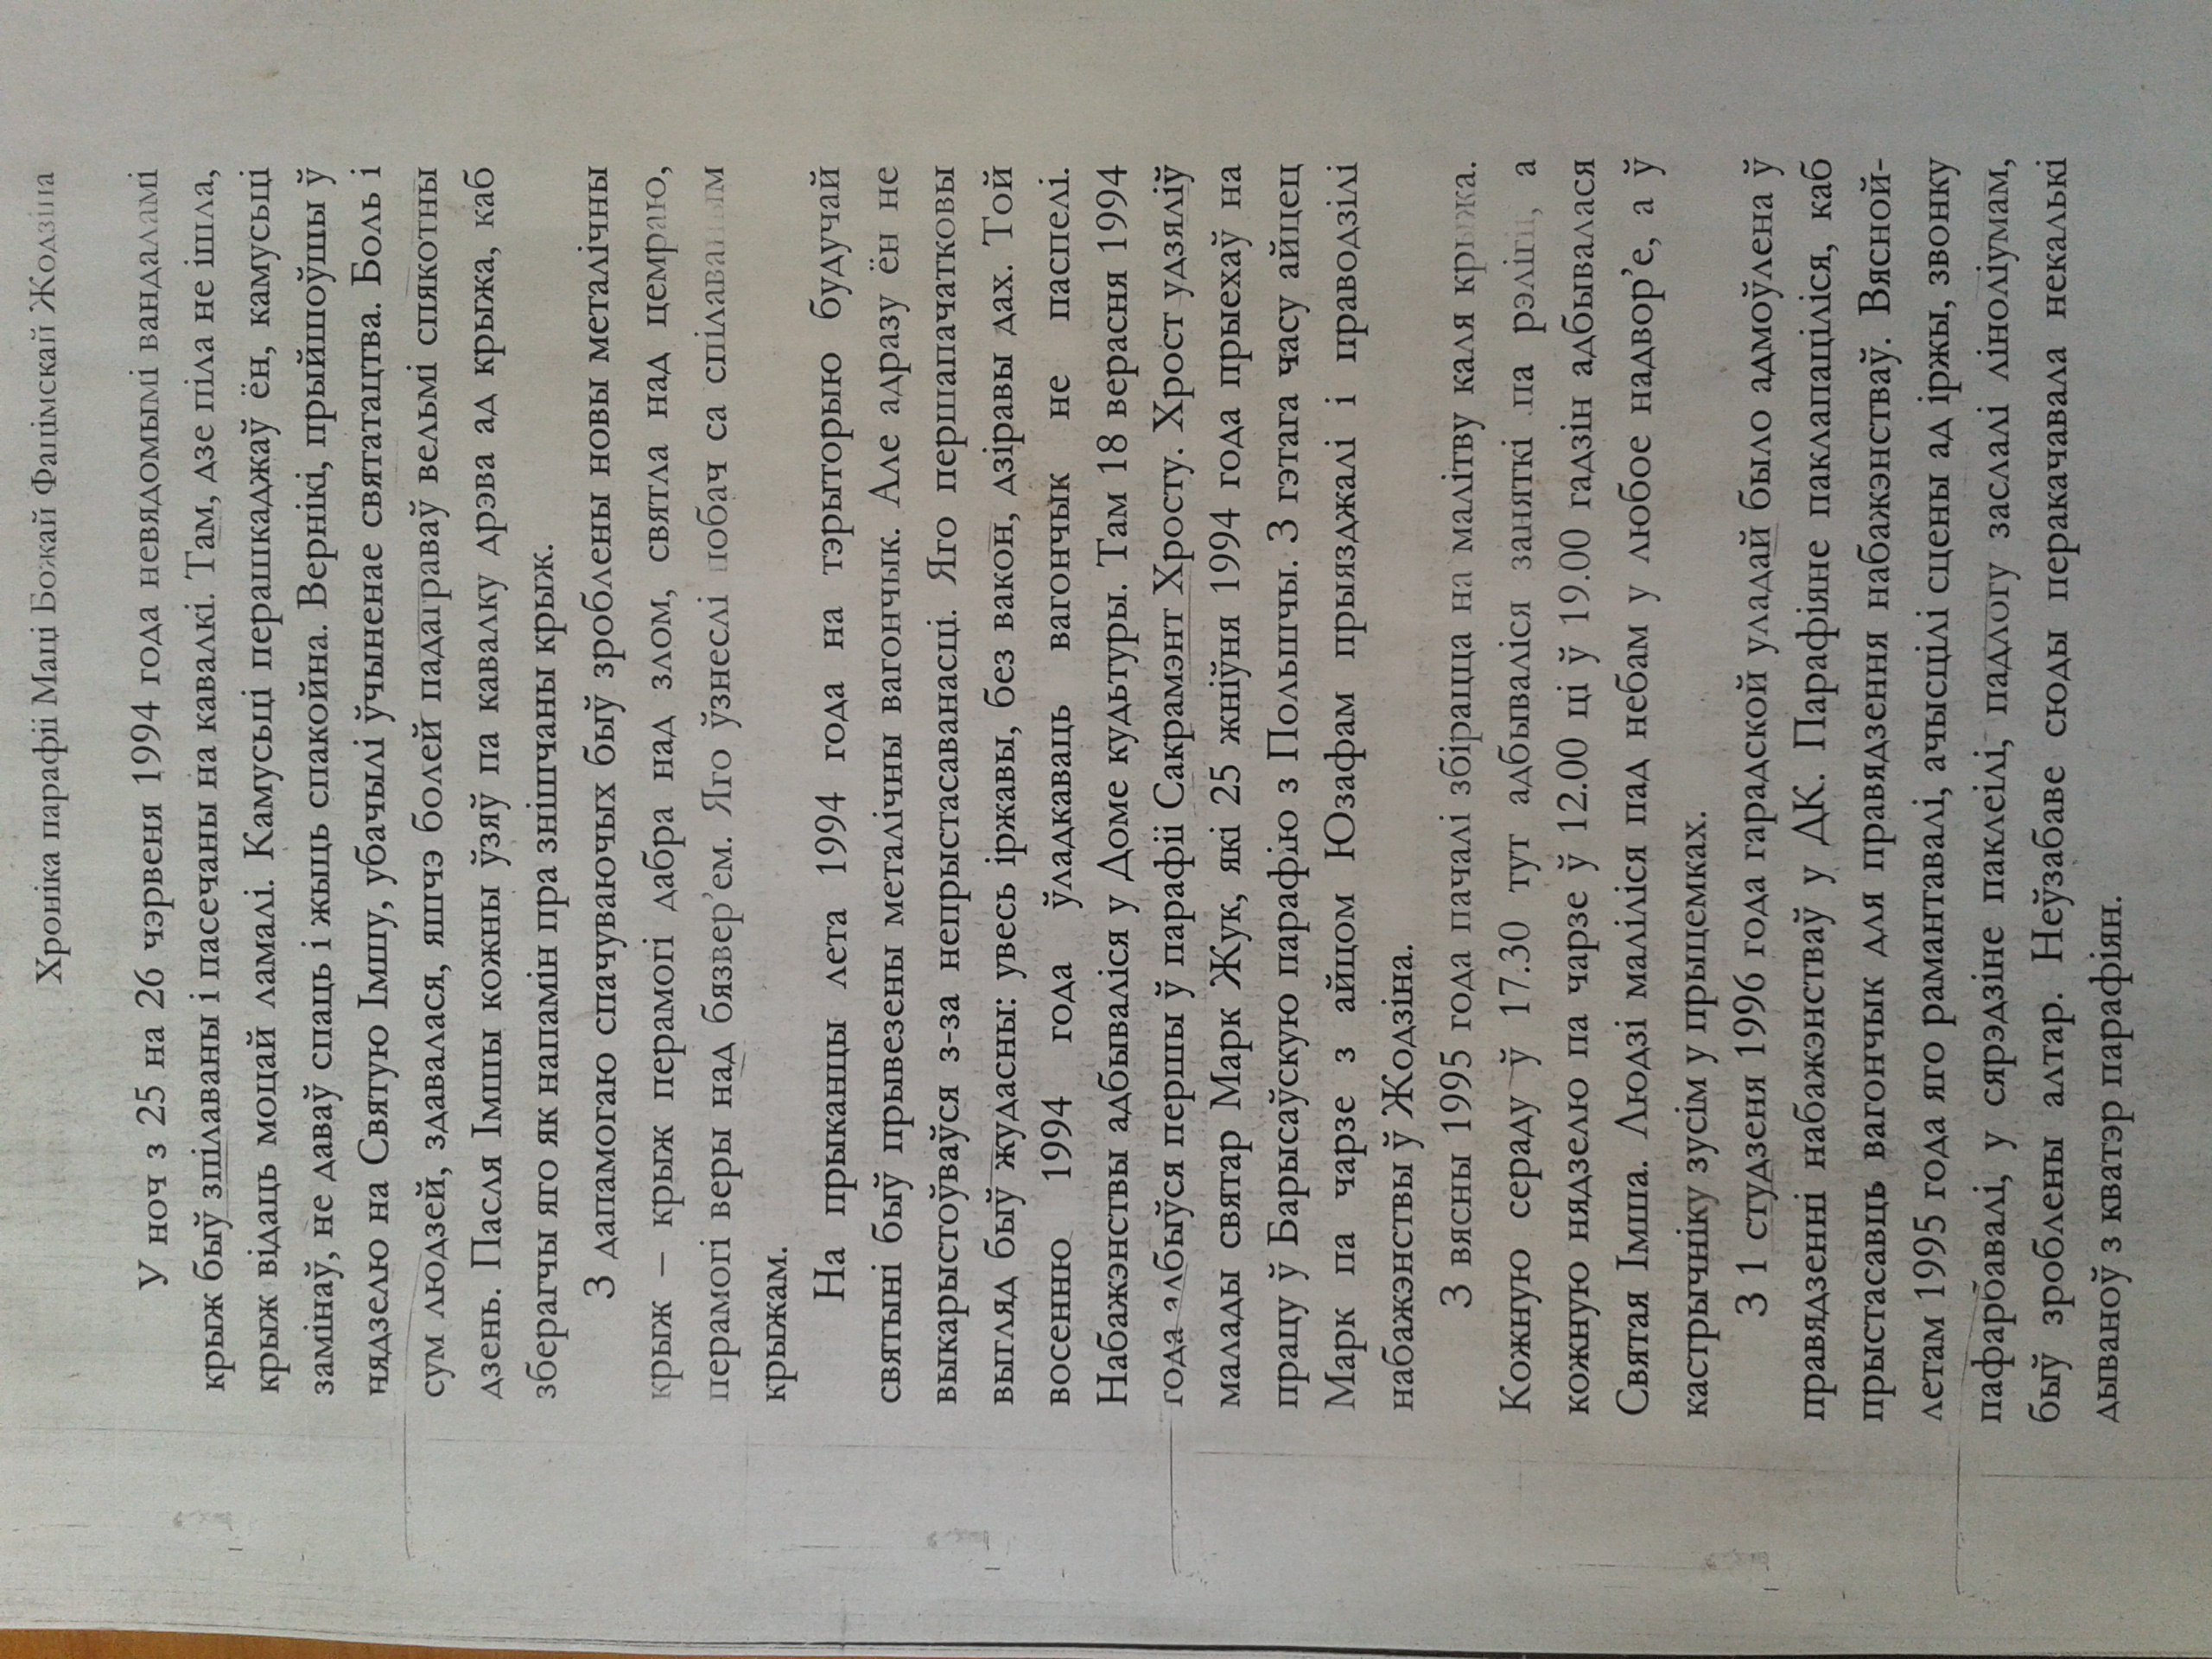 Хроніка парафіі Маці Божай Фацімскай Жодзіна
У ноч з 25 на 26 чэрвеня 1994 года невядомымі вандаламі
крыж быў зпілаваны і пасечаны на кавалкі. Там, дзе піла не ішла,
крыж відаць моцай ламалі. Камусьці перашкаджаў ён, камусьці
замінаў, не даваў спаць і жыць спакойна. Вернікі, прыйшоўшы ў
нядзелю на Святую Імшу, убачылі ўчыненае святатацтва. Боль і
сум людзей, здавалася, яшчэ болей падаграваў вельмі спякотны
дзень. Пасля Імшы кожны ўзяў па кавалку дрэва ад крыжа, каб
зберагчы яго як напамін пра знішчаны крыж.
З дапамогаю спачуваючых быў зроблены новы металічны
крыж – крыж перамогі дабра над злом, святла над цемраю,
перамогі веры над бязвер’ем. Яго ўзнеслі побач са спілаваным
крыжам.
На прыканцы лета 1994 года на тэрыторыю будучай
святыні быў прывезены металічны вагончык. Але адразу ён не
выкарыстоўваўся з-за непрыстасаванасці. Яго першапачатковы
выгляд быў жудасны: увесь іржавы, без вакон, дзіравы дах. Той
восенню 1994 года ўладкаваць вагончык не паспелі.
Набажэнствы адбываліся у Доме кудьтуры. Там 18 верасня 1994
года адбыўся першы ў парафіі Сакрамэнт Хросту. Хрост удзяліў
малады святар Марк Жук, які 25 жніўня 1994 года прыехаў на
працу ў Барысаўскую парафію з Польшчы. З гэтага часу айцец
Марк па чарзе з айцом Юзафам прыязджалі і праводзілі
набажэнствы ў Жодзіна.
З вясны 1995 года пачалі збірацца на малітву каля крыжа.
Кожную сераду ў 17.30 тут адбываліся заняткі па рэлігіі, а
кожную нядзелю па чарзе ў 12.00 ці ў 19.00 гадзін адбывалася
Святая Імша. Людзі маліліся пад небам у любое надвор’е, а ў
кастрычніку зусім у прыцемках.
З 1 студзеня 1996 года гарадской уладай было адмоўлена ў
правядзенні набажэнстваў у ДК. Парафіяне паклапаціліся, каб
прыстасавць вагончык для правядзення набажэнстваў. Вясной-
летам 1995 года яго рамантавалі, ачысцілі сцены ад іржы, звонку
пафарбавалі, у сярэдзіне паклеілі, падлогу заслалі ліноліумам,
быў зроблены алтар. Неўзабаве сюды перакачавала некалькі
дываноў з кватэр парафіян.